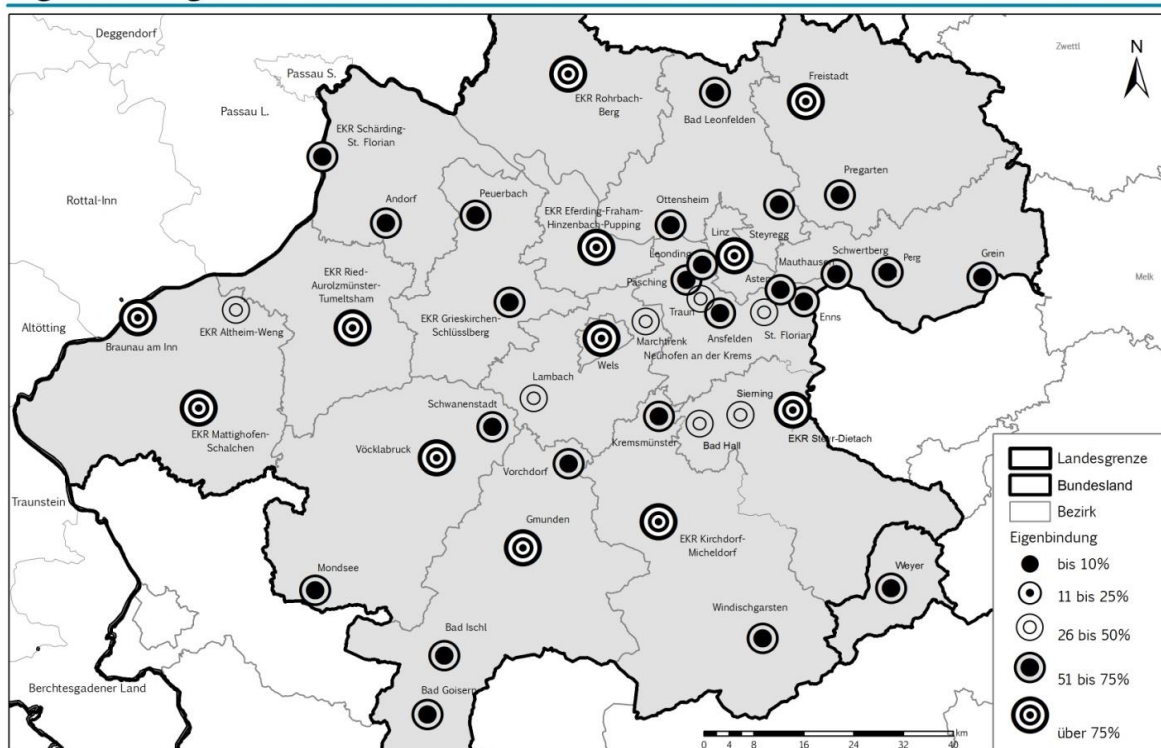 Deggendorf
Zwettl
Passau S.
N
Freistadt
EKR Rohrbach-
Berg
Bad Leonfelden
Passau L.
EKR Schärding-
St. Florian
Pregarten
Rottal-Inn
Andorf
Peuerbach
Ottensheim
EKR Eferding-Fraham-
Hinzenbach-Pupping
Linz
Steyregg
Leonding
Mauthausen
Schwertberg
Perg
Grein
Melk
EKR Ried-
Aurolzmünster-
Tumeltsham
Pasching
Asten
Traun
Enns
Altötting
EKR Altheim-Weng
EKR Grieskirchen-
Schlüsslberg
Ansfelden
St. Florian
Braunau am Inn
Marchtrenk
Neuhofen an der Krems
Wels
Lambach
Sierning
Schwanenstadt
Kremsmünster
Bad Hall
EKR Steyr-Dietach
EKR Mattighofen-
Schalchen
Vöcklabruck
Vorchdorf
Traunstein
Gmunden
EKR Kirchdorf-
Micheldorf
Mondsee
Weyer
Windischgarsten
Bad Ischl
Berchtesgadener Land
Bad Goisern
Landesgrenze
Bundesland
Bezirk
Eigenbindung
bis 10%
11 bis 25%
26 bis 50%
51 bis 75%
über 75%
km
0 4 8 16 24 32 40